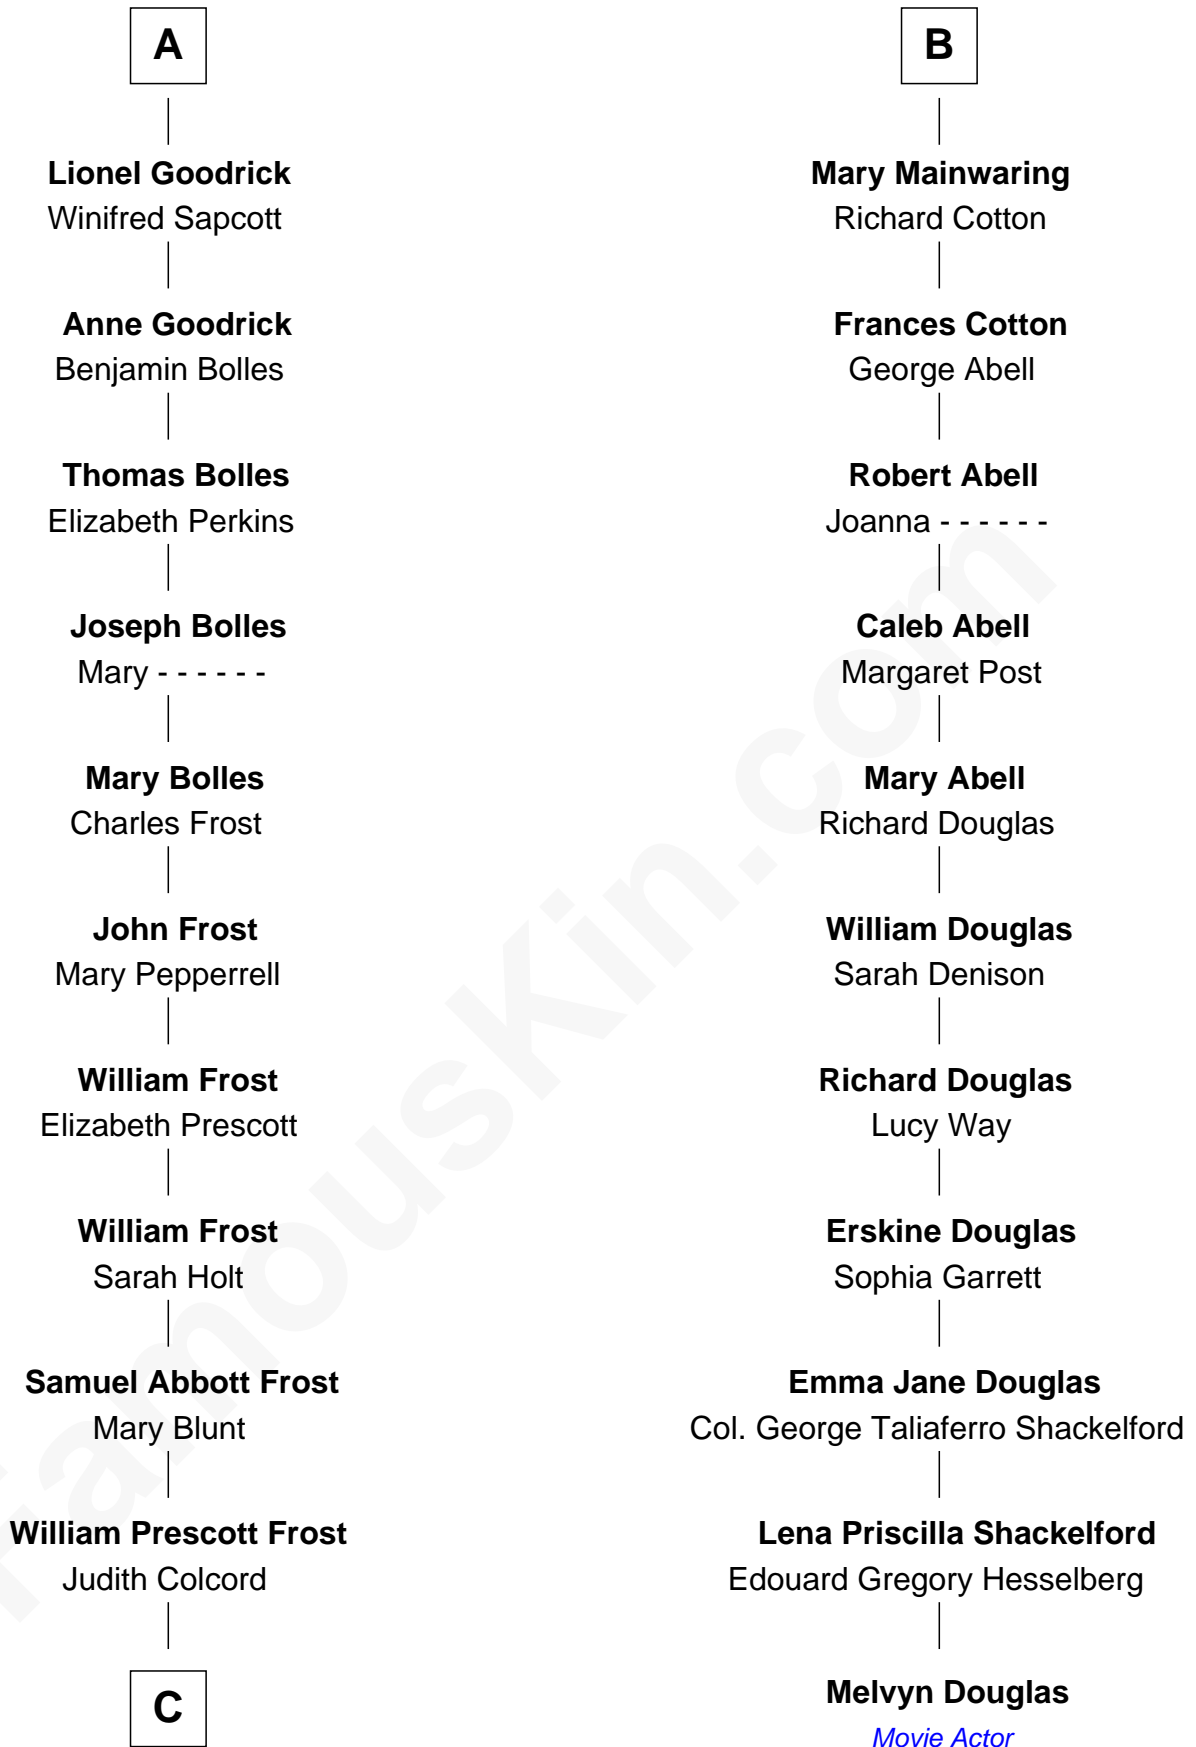 A
Lionel Goodrick
Winifred Sapcott
Anne Goodrick
Benjamin Bolles
Thomas Bolles
Elizabeth Perkins
Joseph Bolles
Mary - - - - - -
Mary Bolles
Charles Frost
John Frost
Mary Pepperrell
William Frost
Elizabeth Prescott
William Frost
Sarah Holt
Samuel Abbott Frost
Mary Blunt
William Prescott Frost
Judith Colcord
C
B
Mary Mainwaring
Richard Cotton
Frances Cotton
George Abell
Robert Abell
Joanna - - - - - -
Caleb Abell
Margaret Post
Mary Abell
Richard Douglas
William Douglas
Sarah Denison
Richard Douglas
Lucy Way
Erskine Douglas
Sophia Garrett
Emma Jane Douglas
Col. George Taliaferro Shackelford
Lena Priscilla Shackelford
Edouard Gregory Hesselberg
Melvyn Douglas
Movie Actor
FamousKin.com